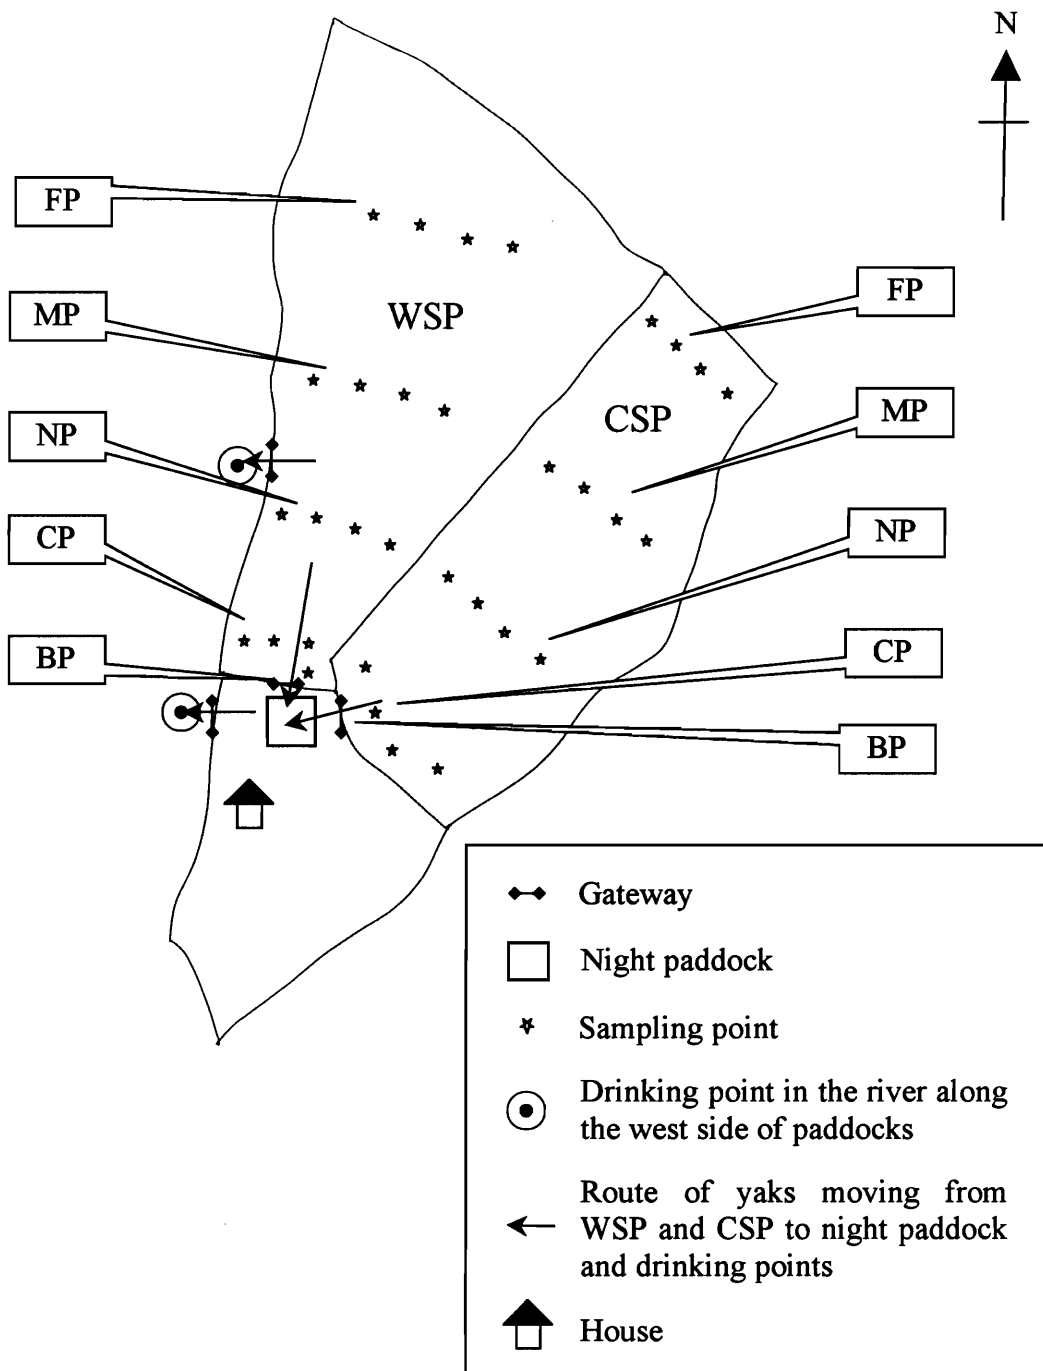 N
FP
FP
MP
WSP
MP
CSP
NP
NP
CP
CP
BP
BP
Gateway
Night paddock
Sampling point
Drinking point in the river along
the west side of paddocks
Route of yaks moving from
WSP and CSP to night paddock
and drinking points
House